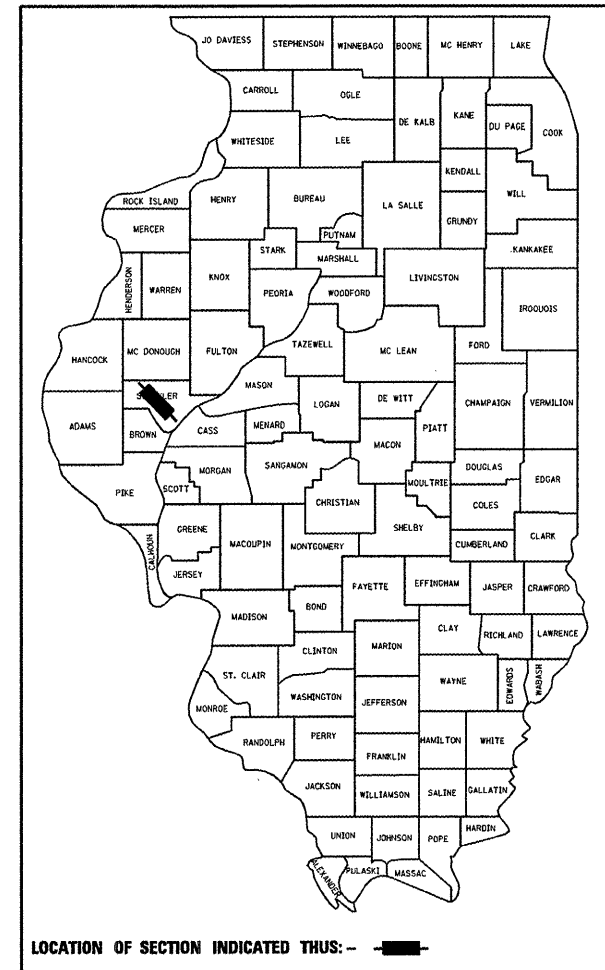 JO DAVIESS STEPHENSON WINNEBAGO BOONE MC HENRY LAKE
CARROLL OGLE DE KALB KANE DU PAGE COOK
WHITESIDE LEE
KENDALL WILL
ROCK ISLAND HENRY BUREAU LA SALLE GRUNDY
MERCER PUTNAM
STARK MARSHALL .KANKAKEE
HENDERSON WARREN KNOX PEORIA WOODFORD LIVINGSTON IROQUOIS
HANCOCK MC DONOUGH FULTON TAZEWELL MC LEAN FORD
MASON
ADAMS BROWN CASS MENARD LOGAN DE WITT PIATT CHAMPAIGN VERMILION
MACON
PIKE SCOTT MORGAN SANGAMON MOULTRIE DOUGLAS EDGAR
CHRISTIAN COLES
CALHOUN GREENE MACOUPIN MONTGOMERY SHELBY CUMBERLAND CLARK
JERSEY
MADISON BOND FAYETTE EFFINGHAM JASPER CRAWFORD
CLINTON MARION CLAY RICHLAND LAWRENCE
ST. CLAIR WASHINGTON WAYNE EDWARDS WABASH
MONROE JEFFERSON
RANDOLPH PERRY HAMILTON WHITE
FRANKLIN
JACKSON WILLIAMSON SALINE GALLATIN
UNION JOHNSON POPE HARDIN
ALEXANDER PULASKI MASSAC
LOCATION OF SECTION INDICATED THUS: -